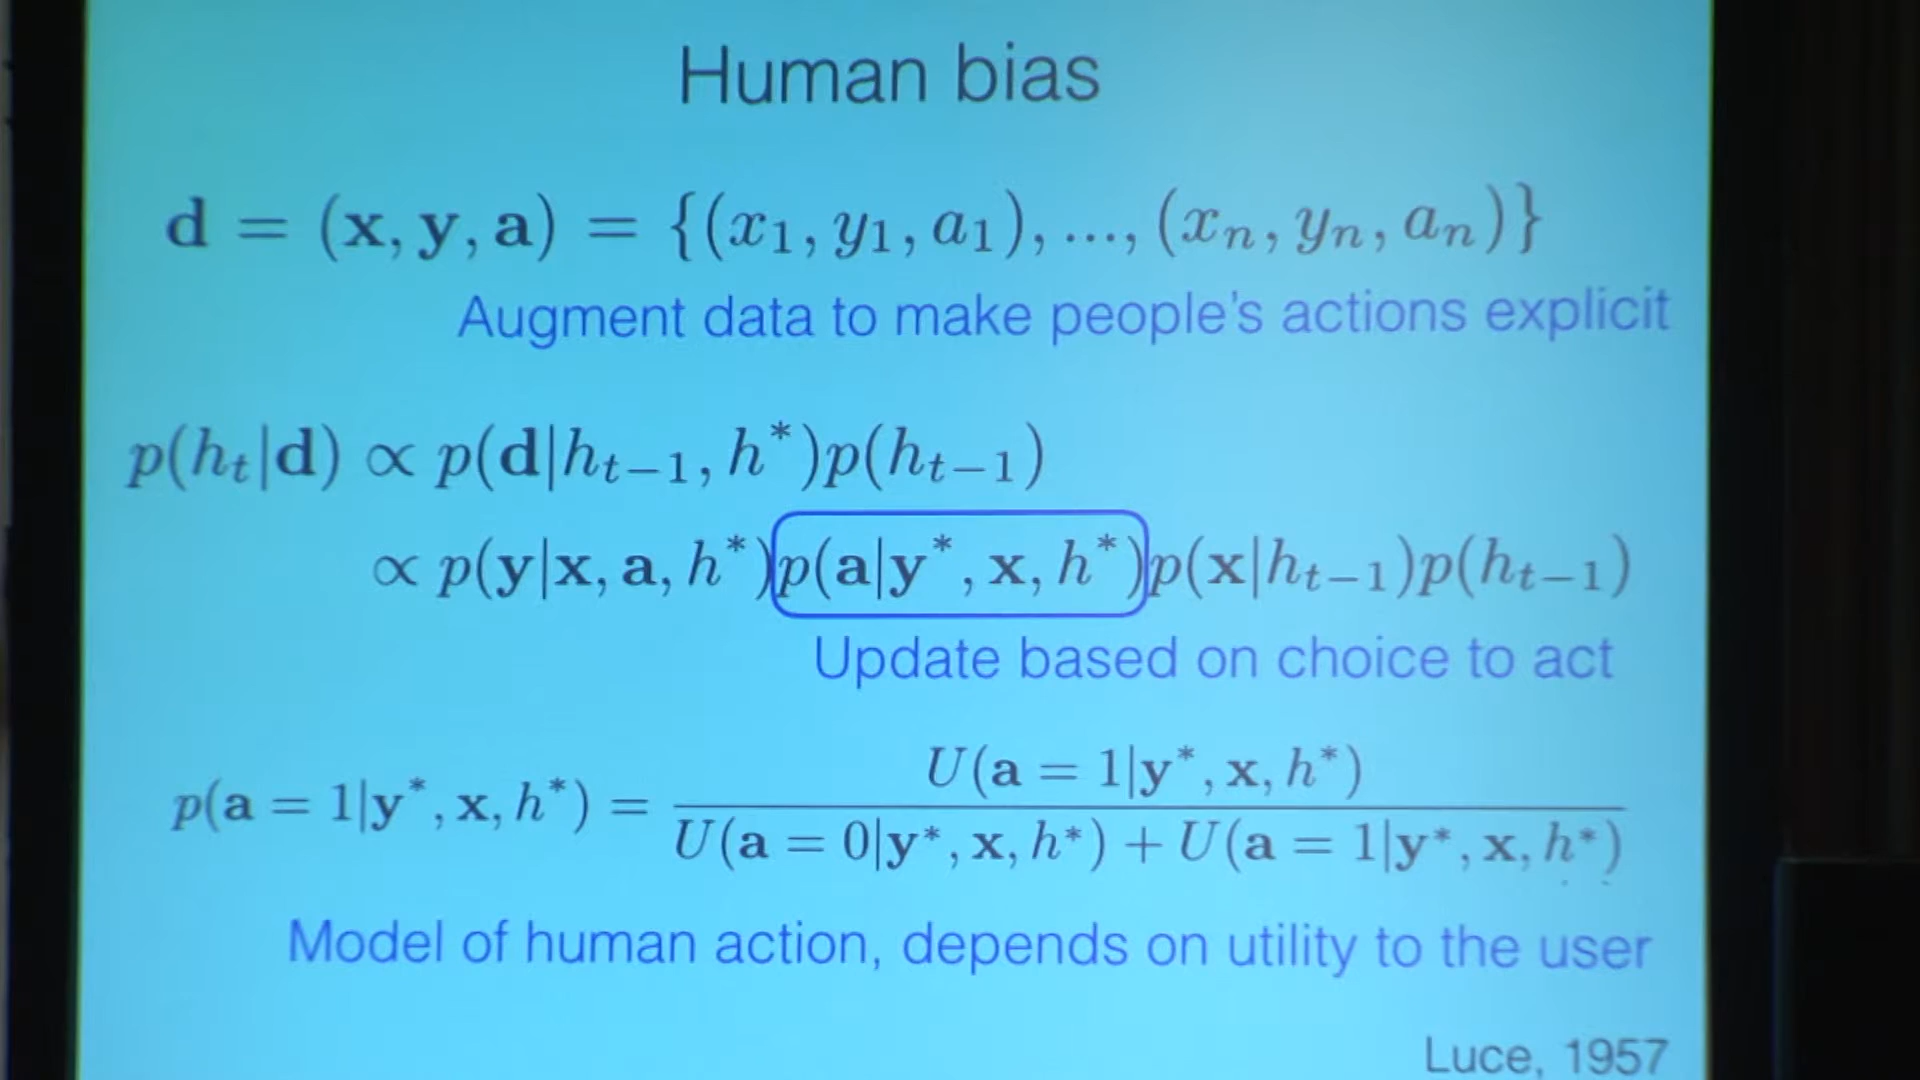 Human bias
d = (x, y, a) = {(x₁, y₁, a₁), ..., (xₙ, yₙ, aₙ)}
Augment data to make people's actions explicit
p(hₜ|d) ∝ p(d|hₜ₋₁, h*)p(hₜ₋₁)
∝ p(y|x, a, h*)p(a|y*, x, h*)p(x|hₜ₋₁)p(hₜ₋₁)
Update based on choice to act
U(a = 1|y*, x, h*)
p(a = 1|y*, x, h*) =
U(a = 0|y*, x, h*) + U(a = 1|y*, x, h*)
Model of human action, depends on utility to the user
Luce, 1957